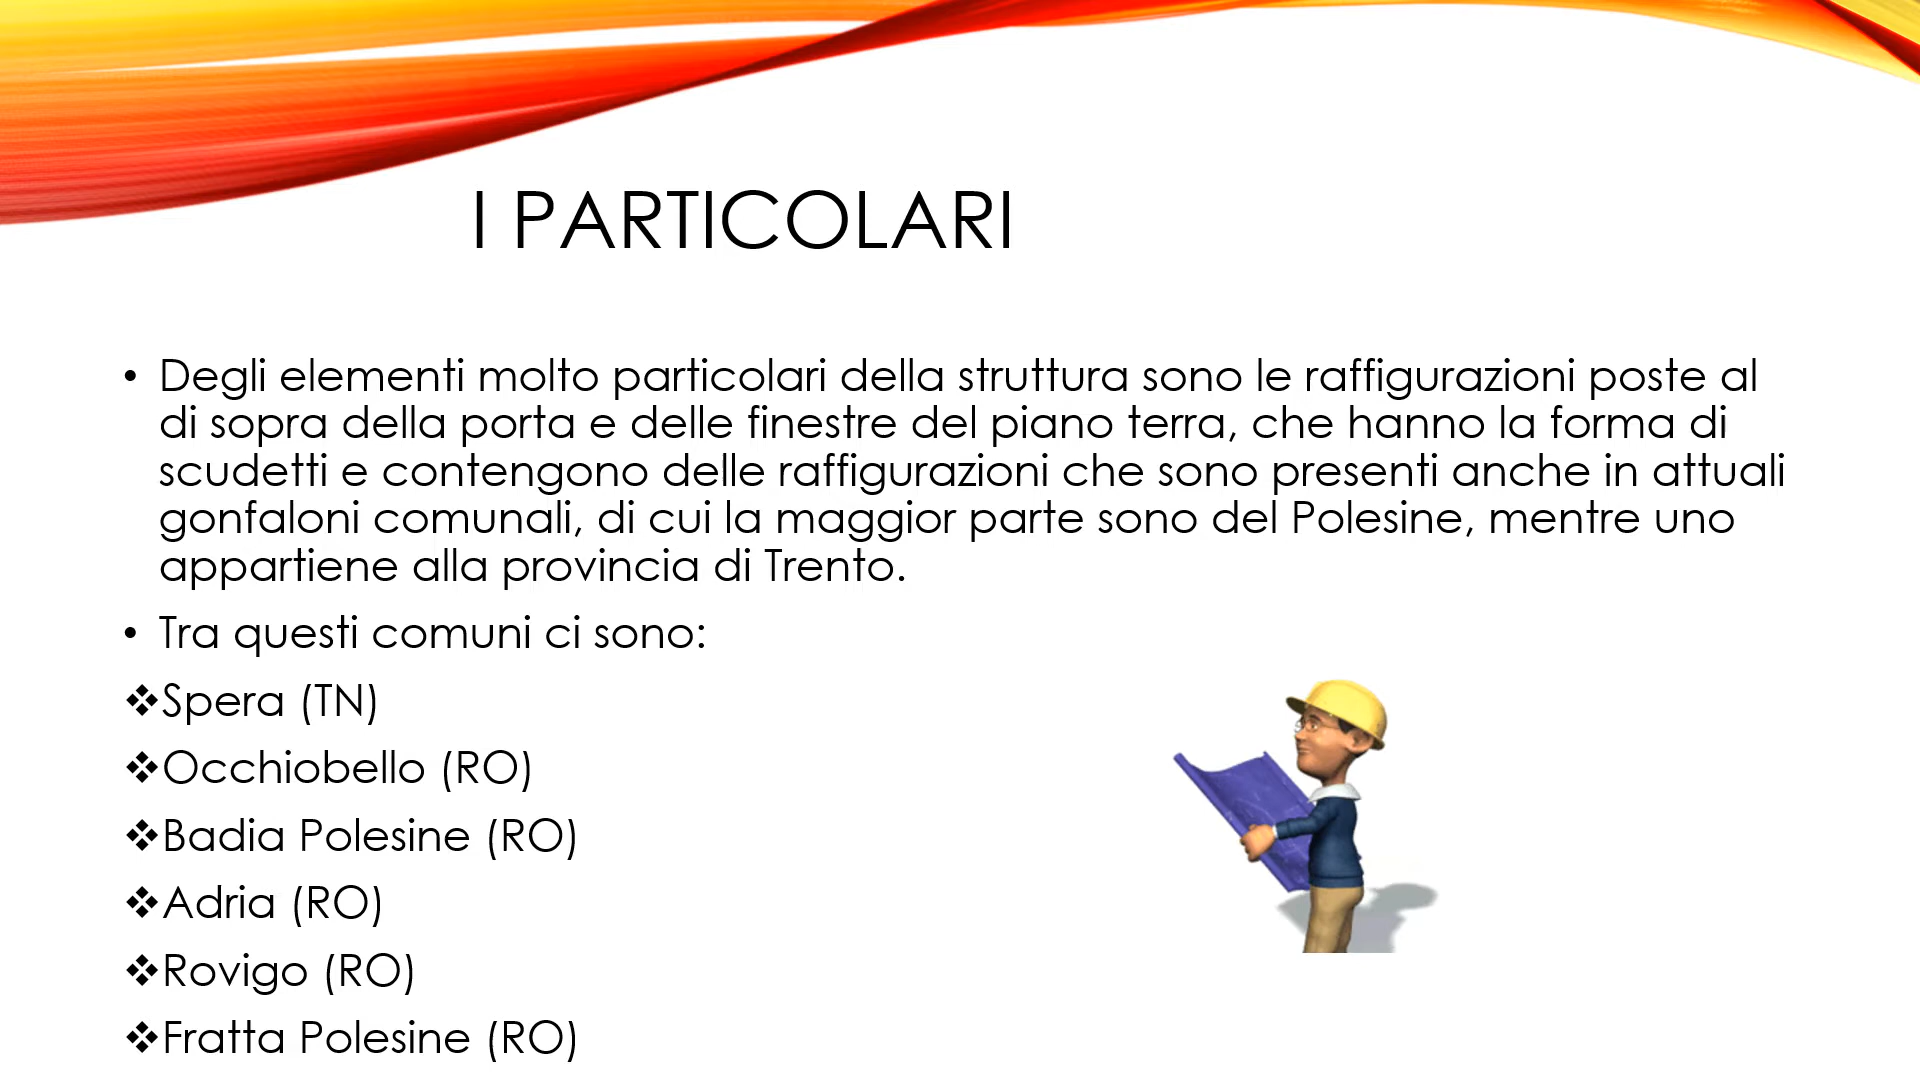 I PARTICOLARI
• Degli elementi molto particolari della struttura sono le raffigurazioni poste al
di sopra della porta e delle finestre del piano terra, che hanno la forma di
scudetti e contengono delle raffigurazioni che sono presenti anche in attuali
gonfaloni comunali, di cui la maggior parte sono del Polesine, mentre uno
appartiene alla provincia di Trento.
• Tra questi comuni ci sono:
❖Spera (TN)
❖Occhiobello (RO)
❖Badia Polesine (RO)
❖Adria (RO)
❖Rovigo (RO)
❖Fratta Polesine (RO)